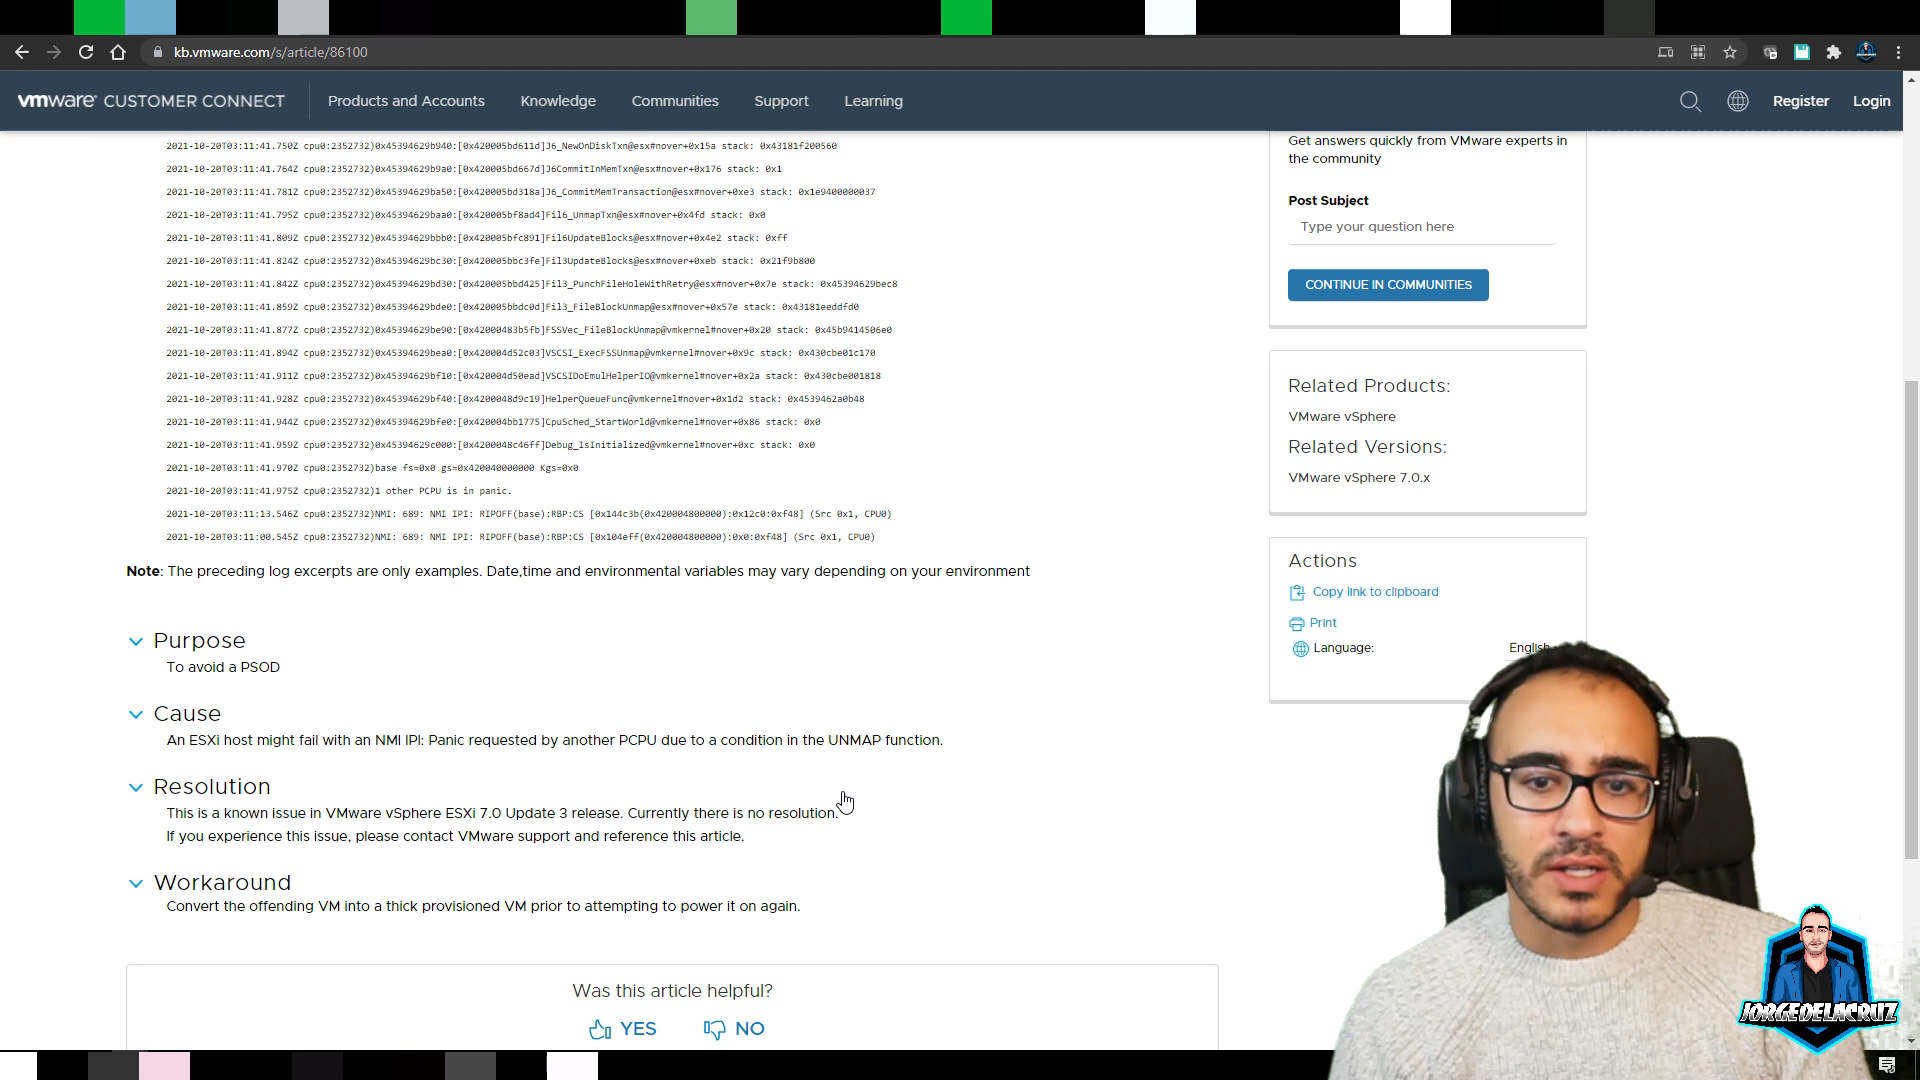 kb.vmware.com/s/article/86100
vmware® CUSTOMER CONNECT
Products and Accounts
Knowledge
Communities
Support
Learning
Register
Login
2021-10-20T03:11:41.750Z cpu0:2352732)0x45394629b940:[0x420005bd611d]J6_NewOnDiskTxn@esx#nover+0x15a stack: 0x43181f200560
2021-10-20T03:11:41.764Z cpu0:2352732)0x45394629b9a0:[0x420005bd667d]J6CommitInMemTxn@esx#nover+0x176 stack: 0x1
2021-10-20T03:11:41.781Z cpu0:2352732)0x45394629ba50:[0x420005bd318a]J6_CommitMemTransaction@esx#nover+0xe3 stack: 0x1e9400000037
2021-10-20T03:11:41.795Z cpu0:2352732)0x45394629baa0:[0x420005bf8ad4]Fil6_UnmapTxn@esx#nover+0x4fd stack: 0x0
2021-10-20T03:11:41.809Z cpu0:2352732)0x45394629bbb0:[0x420005bfc891]Fil6UpdateBlocks@esx#nover+0x4e2 stack: 0xff
2021-10-20T03:11:41.824Z cpu0:2352732)0x45394629bc30:[0x420005bbc3fe]Fil3UpdateBlocks@esx#nover+0xeb stack: 0x21f9b800
2021-10-20T03:11:41.842Z cpu0:2352732)0x45394629bd30:[0x420005bbd425]Fil3_PunchFileHoleWithRetry@esx#nover+0x7e stack: 0x45394629bec8
2021-10-20T03:11:41.859Z cpu0:2352732)0x45394629bde0:[0x420005bbdc0d]Fil3_FileBlockUnmap@esx#nover+0x57e stack: 0x43181eeddfd0
2021-10-20T03:11:41.877Z cpu0:2352732)0x45394629be90:[0x42000483b5fb]FSSVec_FileBlockUnmap@vmkernel#nover+0x20 stack: 0x45b9414506e0
2021-10-20T03:11:41.894Z cpu0:2352732)0x45394629bea0:[0x420004d52c03]VSCSI_ExecFSSUnmap@vmkernel#nover+0x9c stack: 0x430cbe01c170
2021-10-20T03:11:41.911Z cpu0:2352732)0x45394629bf10:[0x420004d50ead]VSCSIDoEmulHelperIO@vmkernel#nover+0x2a stack: 0x430cbe001818
2021-10-20T03:11:41.928Z cpu0:2352732)0x45394629bf40:[0x4200048d9c19]HelperQueueFunc@vmkernel#nover+0x1d2 stack: 0x4539462a0b48
2021-10-20T03:11:41.944Z cpu0:2352732)0x45394629bfe0:[0x420004bb1775]CpuSched_StartWorld@vmkernel#nover+0x86 stack: 0x0
2021-10-20T03:11:41.959Z cpu0:2352732)0x45394629c000:[0x4200048c46ff]Debug_IsInitialized@vmkernel#nover+0xc stack: 0x0
2021-10-20T03:11:41.970Z cpu0:2352732)base fs=0x0 gs=0x420040000000 Kgs=0x0
2021-10-20T03:11:41.975Z cpu0:2352732)1 other PCPU is in panic.
2021-10-20T03:11:13.546Z cpu0:2352732)NMI: 689: NMI IPI: RIPOFF(base):RBP:CS [0x144c3b(0x420004800000):0x12c0:0xf48] (Src 0x1, CPU0)
2021-10-20T03:11:00.545Z cpu0:2352732)NMI: 689: NMI IPI: RIPOFF(base):RBP:CS [0x104eff(0x420004800000):0x0:0xf48] (Src 0x1, CPU0)
Note: The preceding log excerpts are only examples. Date,time and environmental variables may vary depending on your environment
Purpose
To avoid a PSOD
Cause
An ESXi host might fail with an NMI IPI: Panic requested by another PCPU due to a condition in the UNMAP function.
Resolution
This is a known issue in VMware vSphere ESXi 7.0 Update 3 release. Currently there is no resolution.
If you experience this issue, please contact VMware support and reference this article.
Workaround
Convert the offending VM into a thick provisioned VM prior to attempting to power it on again.
Was this article helpful?
YES
NO
Get answers quickly from VMware experts in
the community
Post Subject
Type your question here
CONTINUE IN COMMUNITIES
Related Products:
VMware vSphere
Related Versions:
VMware vSphere 7.0.x
Actions
Copy link to clipboard
Print
Language:
English
JORGEDELACRUZ